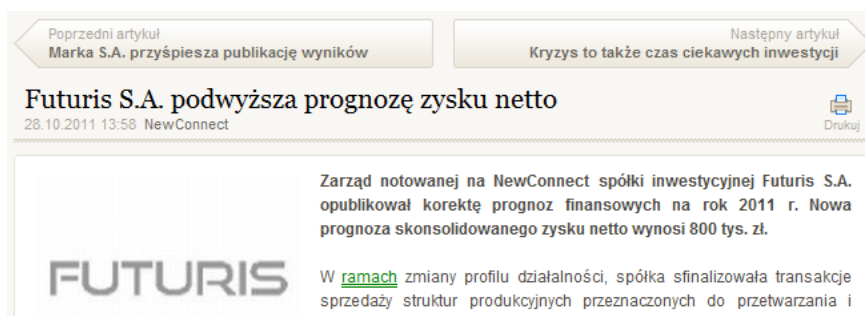 Poprzedni artykuł
Marka S.A. przyśpiesza publikację wyników
Następny artykuł
Kryzys to także czas ciekawych inwestycji
Futuris S.A. podwyższa prognozę zysku netto
28.10.2011 13:58 NewConnect
Drukuj
Zarząd notowanej na NewConnect spółki inwestycyjnej Futuris S.A.
opublikował korektę prognoz finansowych na rok 2011 r. Nowa
prognoza skonsolidowanego zysku netto wynosi 800 tys. zł.
FUTURIS
W ramach zmiany profilu działalności, spółka sfinalizowała transakcje
sprzedaży struktur produkcyjnych przeznaczonych do przetwarzania i